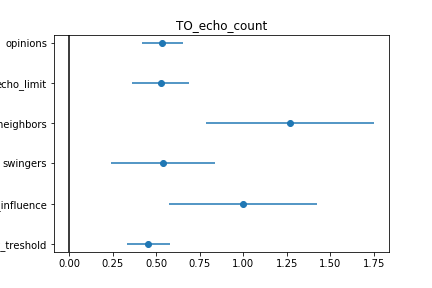 TO_echo_count
opinions
echo_limit
neighbors
swingers
_influence
_treshold
0.00 0.25 0.50 0.75 1.00 1.25 1.50 1.75